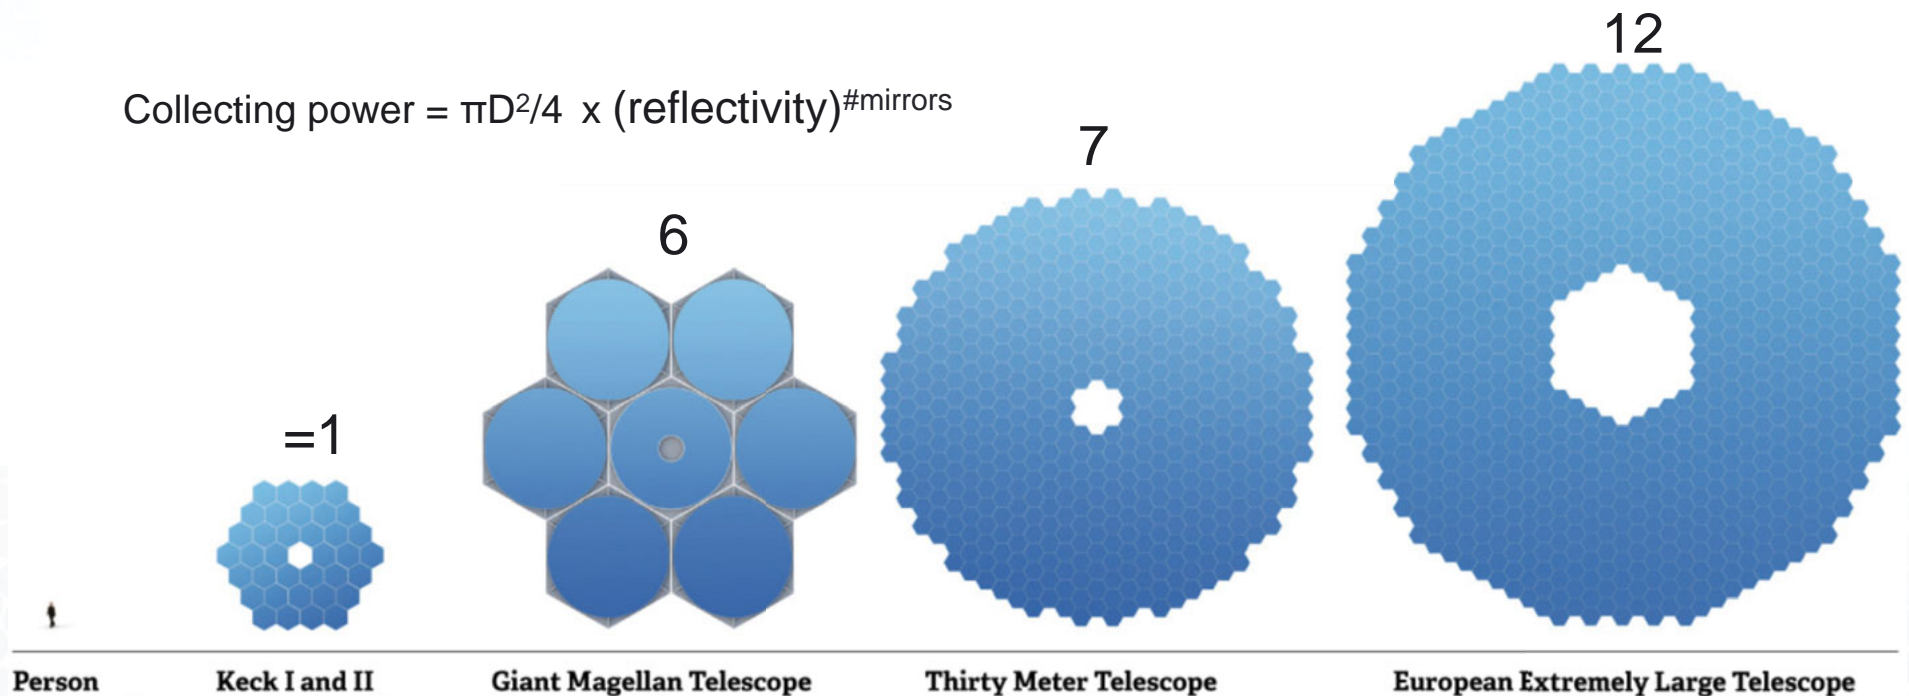 12
Collecting power = πD²/4 x (reflectivity)^#mirrors
7
6
=1
Person
Keck I and II
Giant Magellan Telescope
Thirty Meter Telescope
European Extremely Large Telescope